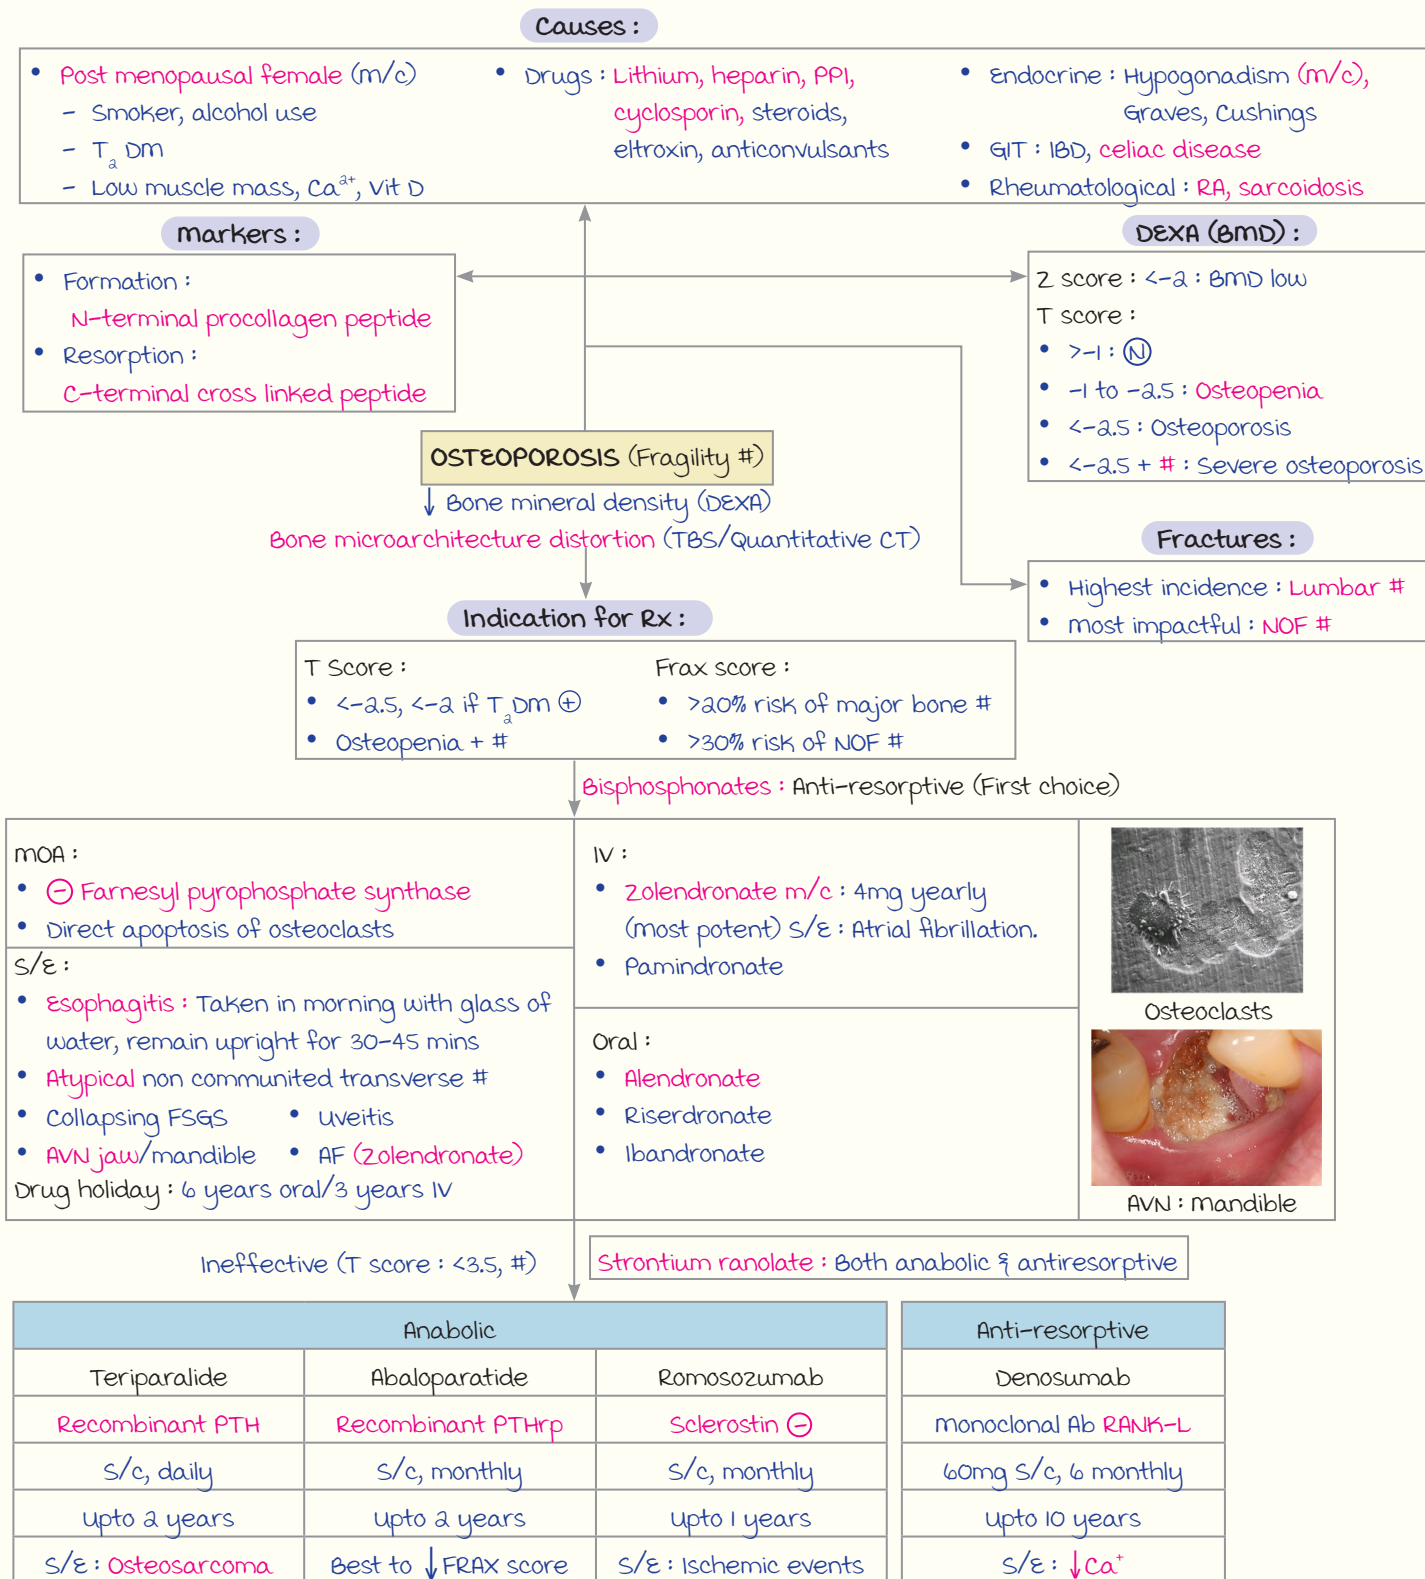 Causes :
• Post menopausal female (m/c)
– Smoker, alcohol use
– T2 Dm
– Low muscle mass, Ca2+, Vit D
• Drugs : Lithium, heparin, PPI,
cyclosporin, steroids,
eltroxin, anticonvulsants
• Endocrine : Hypogonadism (m/c),
Graves, Cushings
• GIT : IBD, celiac disease
• Rheumatological : RA, sarcoidosis
markers :
• Formation :
N-terminal procollagen peptide
• Resorption :
C-terminal cross linked peptide
DEXA (BMD) :
Z score : <-2 : BMD low
T score :
• >-1 : Ⓝ
• -1 to -2.5 : Osteopenia
• <-2.5 : Osteoporosis
• <-2.5 + # : Severe osteoporosis
OSTEOPOROSIS (Fragility #)
↓ Bone mineral density (DEXA)
Bone microarchitecture distortion (TBS/Quantitative CT)
Fractures :
• Highest incidence : Lumbar #
• most impactful : NOF #
Indication for Rx :
T Score :
• <-2.5, <-2 if T2Dm ⊕
• Osteopenia + #
Frax score :
• >20% risk of major bone #
• >30% risk of NOF #
Bisphosphonates : Anti-resorptive (First choice)
MOA :
• ⊖ Farnesyl pyrophosphate synthase
• Direct apoptosis of osteoclasts
S/E :
• Esophagitis : Taken in morning with glass of
water, remain upright for 30-45 mins
• Atypical non communited transverse #
• Collapsing FSGS
• Uveitis
• AVN jaw/mandible
• AF (Zolendronate)
Drug holiday : 6 years oral/3 years IV
IV :
• Zolendronate m/c : 4mg yearly
(most potent) S/E : Atrial fibrillation.
• Pamindronate
Oral :
• Alendronate
• Riserdronate
• Ibandronate
Osteoclasts
AVN : Mandible
Ineffective (T score : <3.5, #)
Strontium ranolate : Both anabolic & antiresorptive
Anabolic
Teriparalide
Abaloparatide
Romosozumab
Recombinant PTH
Recombinant PTHrp
Sclerostin ⊖
S/c, daily
S/c, monthly
S/c, monthly
Upto 2 years
Upto 2 years
Upto 1 years
S/E : Osteosarcoma
Best to ↓ FRAX score
S/E : Ischemic events
Anti-resorptive
Denosumab
Monoclonal Ab RANK-L
60mg S/c, 6 monthly
Upto 10 years
S/E : ↓Ca+